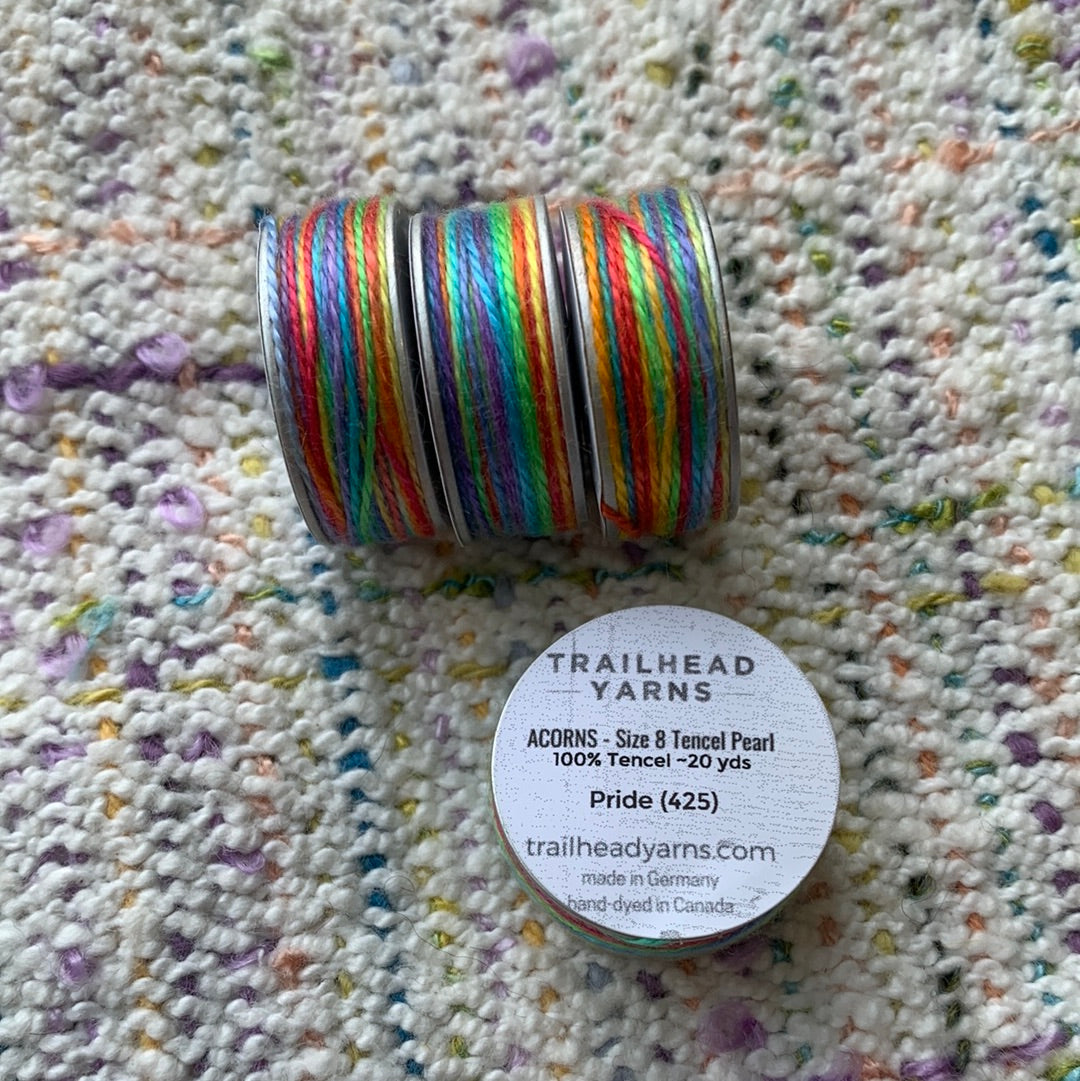 TRAILHEAD
YARNS
ACORNS - Size 8 Tencel Pearl
100% Tencel ~20 yds
Pride (425)
trailheadyarns.com
made in Germany
hand-dyed in Canada